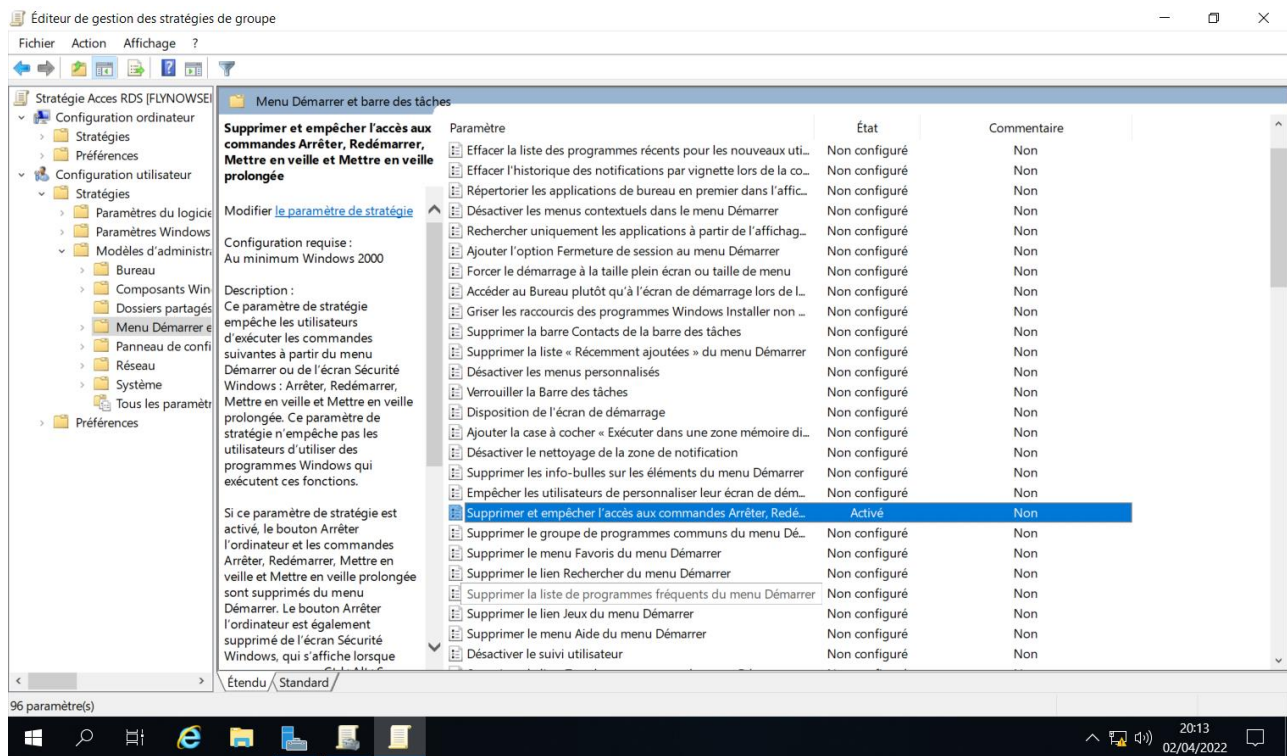 Éditeur de gestion des stratégies de groupe
Fichier Action Affichage ?
Stratégie Acces RDS [FLYNOWSE
Configuration ordinateur
Stratégies
Préférences
Configuration utilisateur
Stratégies
Paramètres du logicie
Paramètres Windows
Modèles d'administra
Bureau
Composants Win
Dossiers partagés
Menu Démarrer e
Panneau de confi
Réseau
Système
Tous les paramètr
Préférences
Menu Démarrer et barre des tâches
Supprimer et empêcher l'accès aux
commandes Arrêter, Redémarrer,
Mettre en veille et Mettre en veille
prolongée
Modifier le paramètre de stratégie
Configuration requise :
Au minimum Windows 2000
Description :
Ce paramètre de stratégie
empêche les utilisateurs
d'exécuter les commandes
suivantes à partir du menu
Démarrer ou de l'écran Sécurité
Windows : Arrêter, Redémarrer,
Mettre en veille et Mettre en veille
prolongée. Ce paramètre de
stratégie n'empêche pas les
utilisateurs d'utiliser des
programmes Windows qui
exécutent ces fonctions.
Si ce paramètre de stratégie est
activé, le bouton Arrêter
l'ordinateur et les commandes
Arrêter, Redémarrer, Mettre en
veille et Mettre en veille prolongée
sont supprimés du menu
Démarrer. Le bouton Arrêter
l'ordinateur est également
supprimé de l'écran Sécurité
Windows, qui s'affiche lorsque
Paramètre État Commentaire
Effacer la liste des programmes récents pour les nouveaux uti... Non configuré Non
Effacer l'historique des notifications par vignette lors de la co... Non configuré Non
Répertorier les applications de bureau en premier dans l'affic... Non configuré Non
Désactiver les menus contextuels dans le menu Démarrer Non configuré Non
Rechercher uniquement les applications à partir de l'affichag... Non configuré Non
Ajouter l'option Fermeture de session au menu Démarrer Non configuré Non
Forcer le démarrage à la taille plein écran ou taille de menu Non configuré Non
Accéder au Bureau plutôt qu'à l'écran de démarrage lors de l... Non configuré Non
Griser les raccourcis des programmes Windows Installer non ... Non configuré Non
Supprimer la barre Contacts de la barre des tâches Non configuré Non
Supprimer la liste « Récemment ajoutées » du menu Démarrer Non configuré Non
Désactiver les menus personnalisés Non configuré Non
Verrouiller la Barre des tâches Non configuré Non
Disposition de l'écran de démarrage Non configuré Non
Ajouter la case à cocher « Exécuter dans une zone mémoire di... Non configuré Non
Désactiver le nettoyage de la zone de notification Non configuré Non
Supprimer les info-bulles sur les éléments du menu Démarrer Non configuré Non
Empêcher les utilisateurs de personnaliser leur écran de dém... Non configuré Non
Supprimer et empêcher l'accès aux commandes Arrêter, Redé... Activé Non
Supprimer le groupe de programmes communs du menu Dé... Non configuré Non
Supprimer le menu Favoris du menu Démarrer Non configuré Non
Supprimer le lien Rechercher du menu Démarrer Non configuré Non
Supprimer la liste de programmes fréquents du menu Démarrer Non configuré Non
Supprimer le lien Jeux du menu Démarrer Non configuré Non
Supprimer le menu Aide du menu Démarrer Non configuré Non
Désactiver le suivi utilisateur Non configuré Non
Étendu Standard
96 paramètre(s)
20:13
02/04/2022